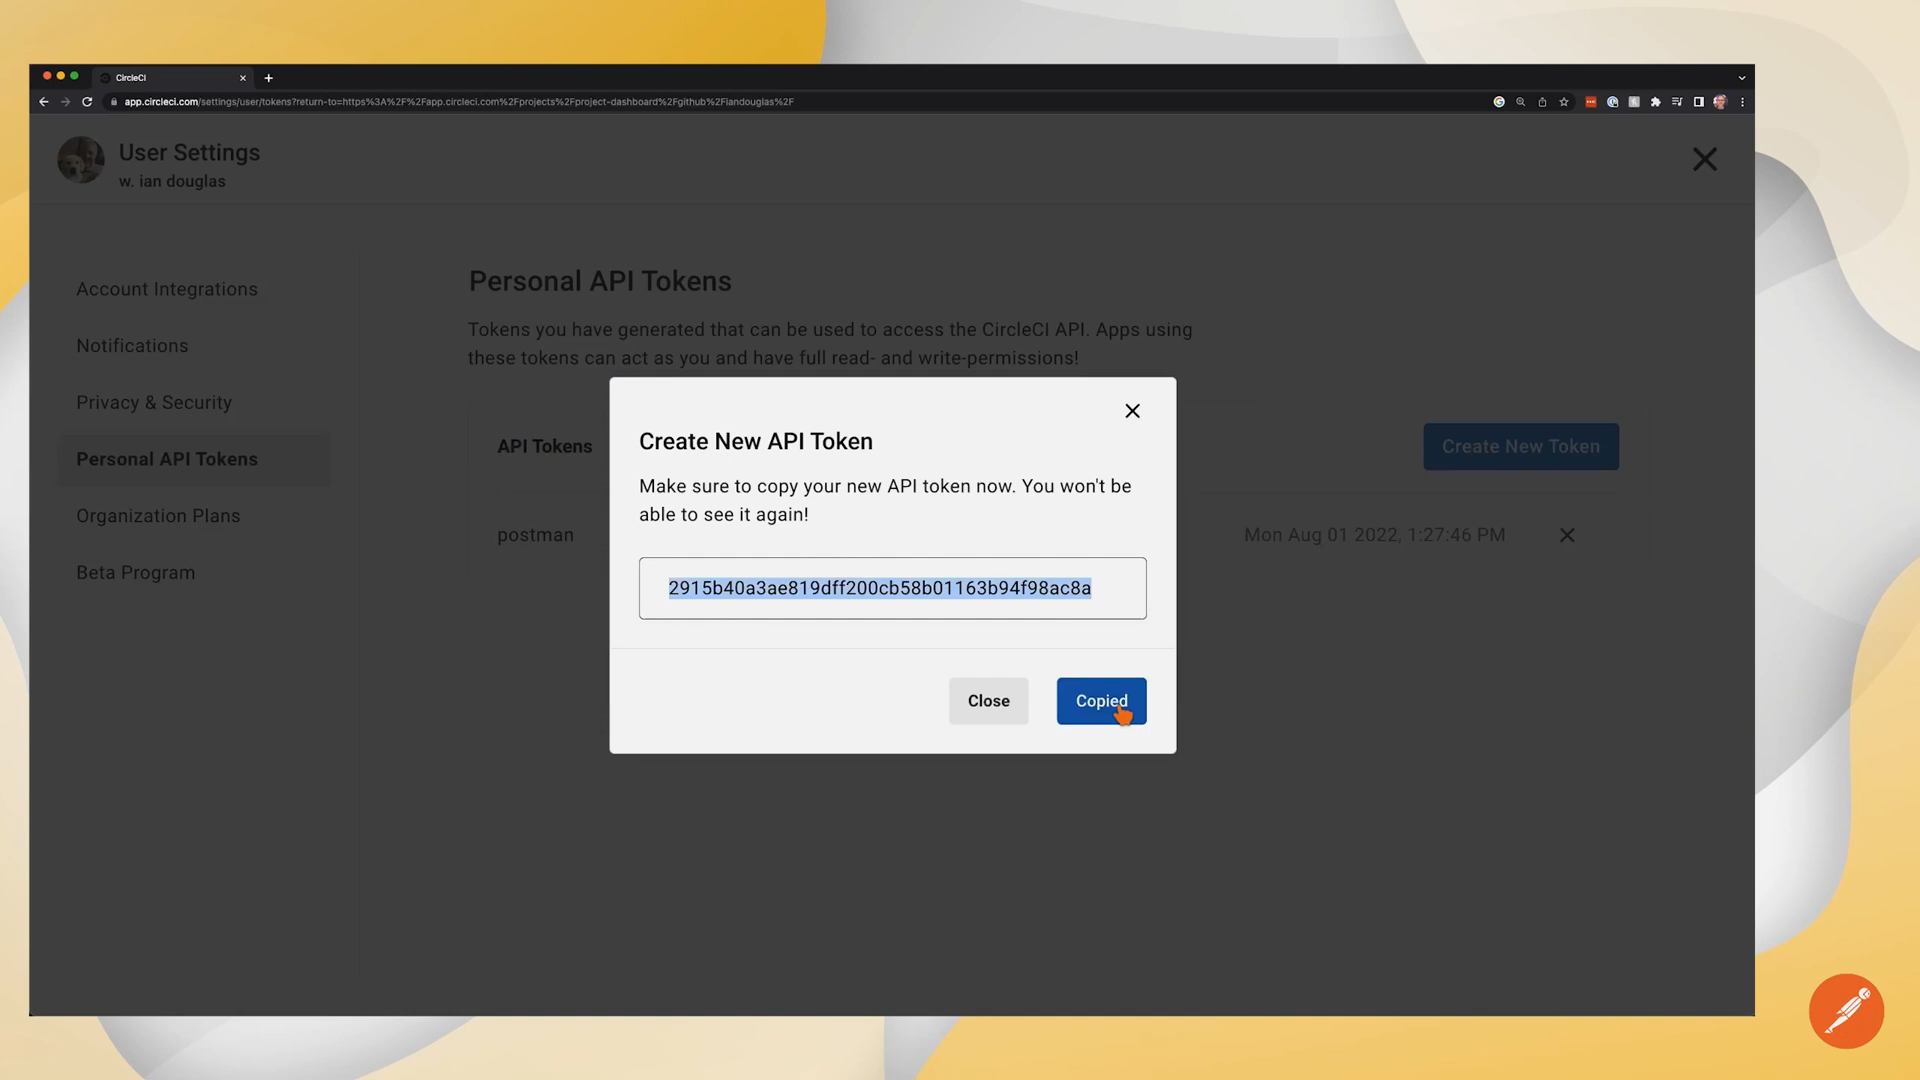 CircleCI
app.circleci.com/settings/user/tokens?return-to=https%3A%2F%2Fapp.circleci.com%2Fprojects%2Fproject-dashboard%2Fgithub%2Fiandouglas%2F
User Settings
w. ian douglas
Account Integrations
Notifications
Privacy & Security
Personal API Tokens
Organization Plans
Beta Program
Personal API Tokens
Tokens you have generated that can be used to access the CircleCI API. Apps using
these tokens can act as you and have full read- and write-permissions!
API Tokens
Create New Token
postman
Mon Aug 01 2022, 1:27:46 PM
Create New API Token
Make sure to copy your new API token now. You won't be
able to see it again!
2915b40a3ae819dff200cb58b01163b94f98ac8a
Close
Copied